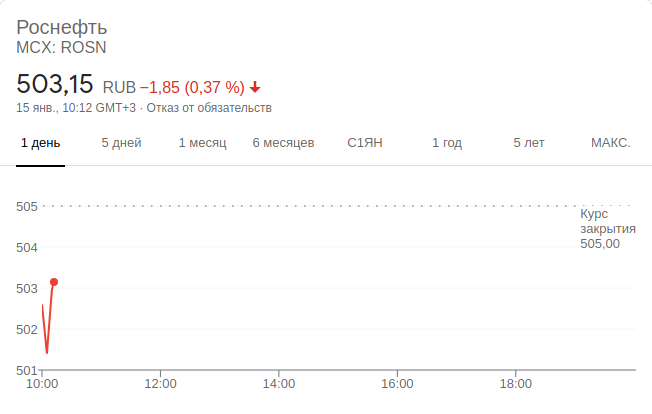 Роснефть
MCX: ROSN
503,15 RUB −1,85 (0,37 %)
15 янв., 10:12 GMT+3 · Отказ от обязательств
1 день 5 дней 1 месяц 6 месяцев С1ЯН 1 год 5 лет МАКС.
505
Курс
закрытия
504
505,00
503
502
501
10:00 12:00 14:00 16:00 18:00